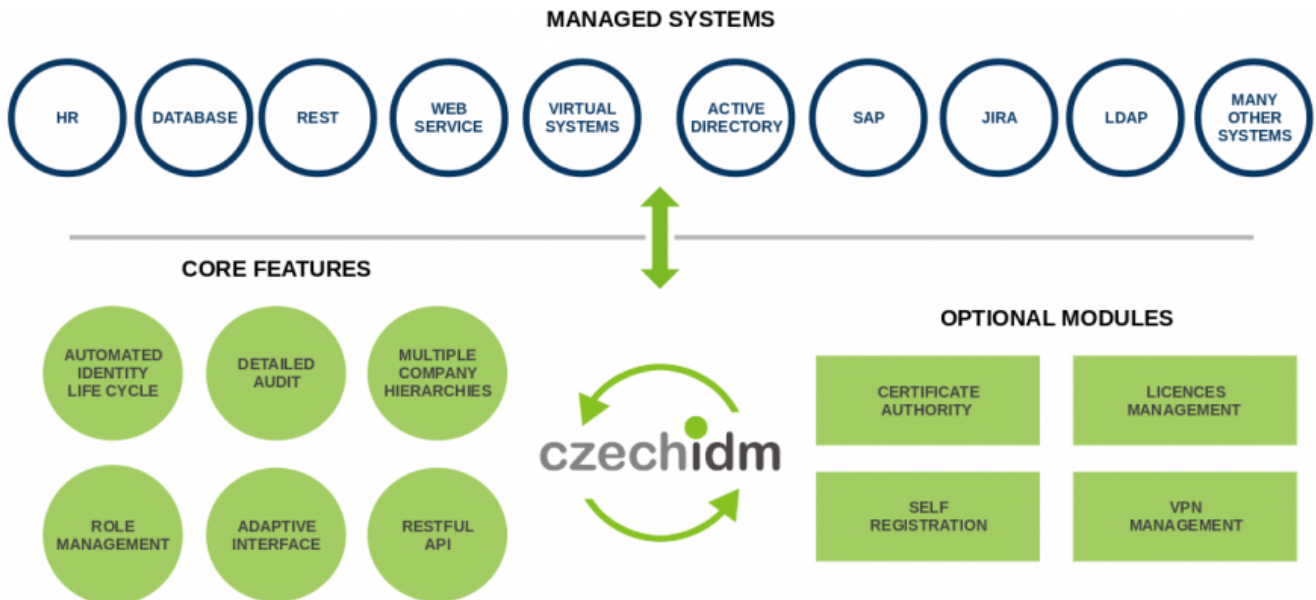 MANAGED SYSTEMS
HR
DATABASE
REST
WEB
SERVICE
VIRTUAL
SYSTEMS
ACTIVE
DIRECTORY
SAP
JIRA
LDAP
MANY
OTHER
SYSTEMS
CORE FEATURES
AUTOMATED
IDENTITY
LIFE CYCLE
DETAILED
AUDIT
MULTIPLE
COMPANY
HIERARCHIES
ROLE
MANAGEMENT
ADAPTIVE
INTERFACE
RESTFUL
API
czechidm
OPTIONAL MODULES
CERTIFICATE
AUTHORITY
LICENCES
MANAGEMENT
SELF
REGISTRATION
VPN
MANAGEMENT